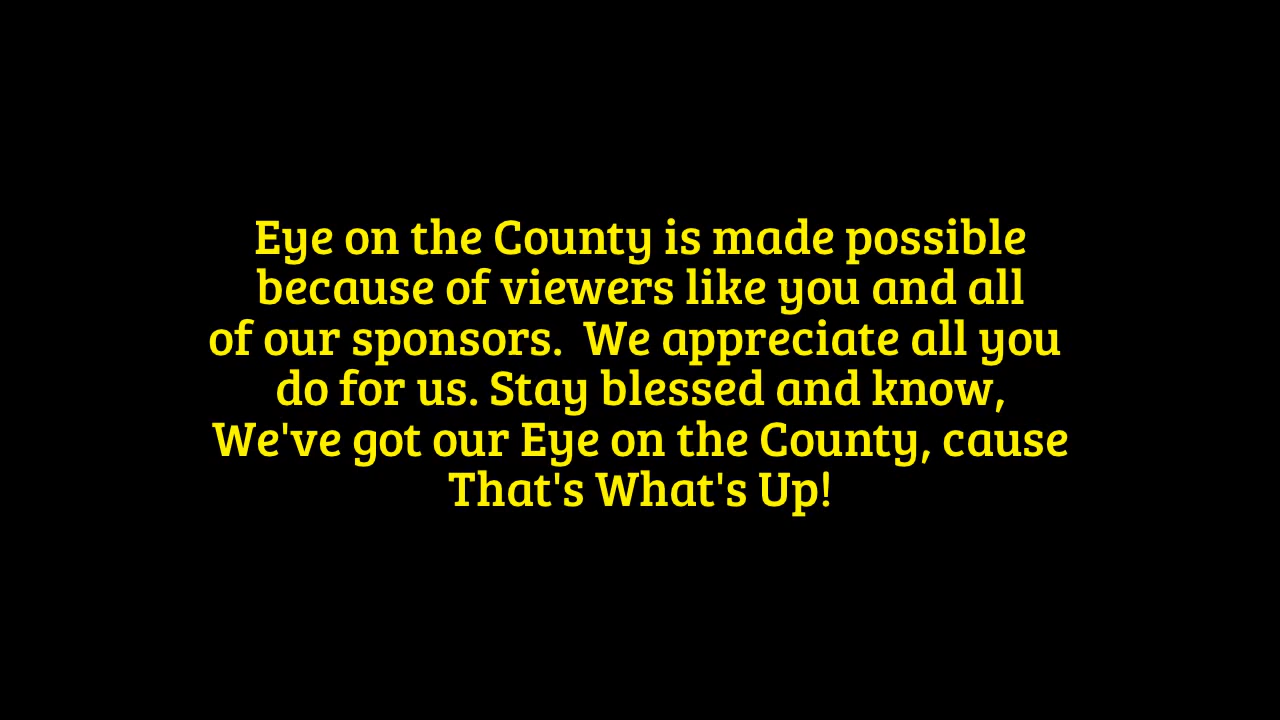 Eye on the County is made possible
because of viewers like you and all
of our sponsors.  We appreciate all you
do for us. Stay blessed and know,
We've got our Eye on the County, cause
That's What's Up!